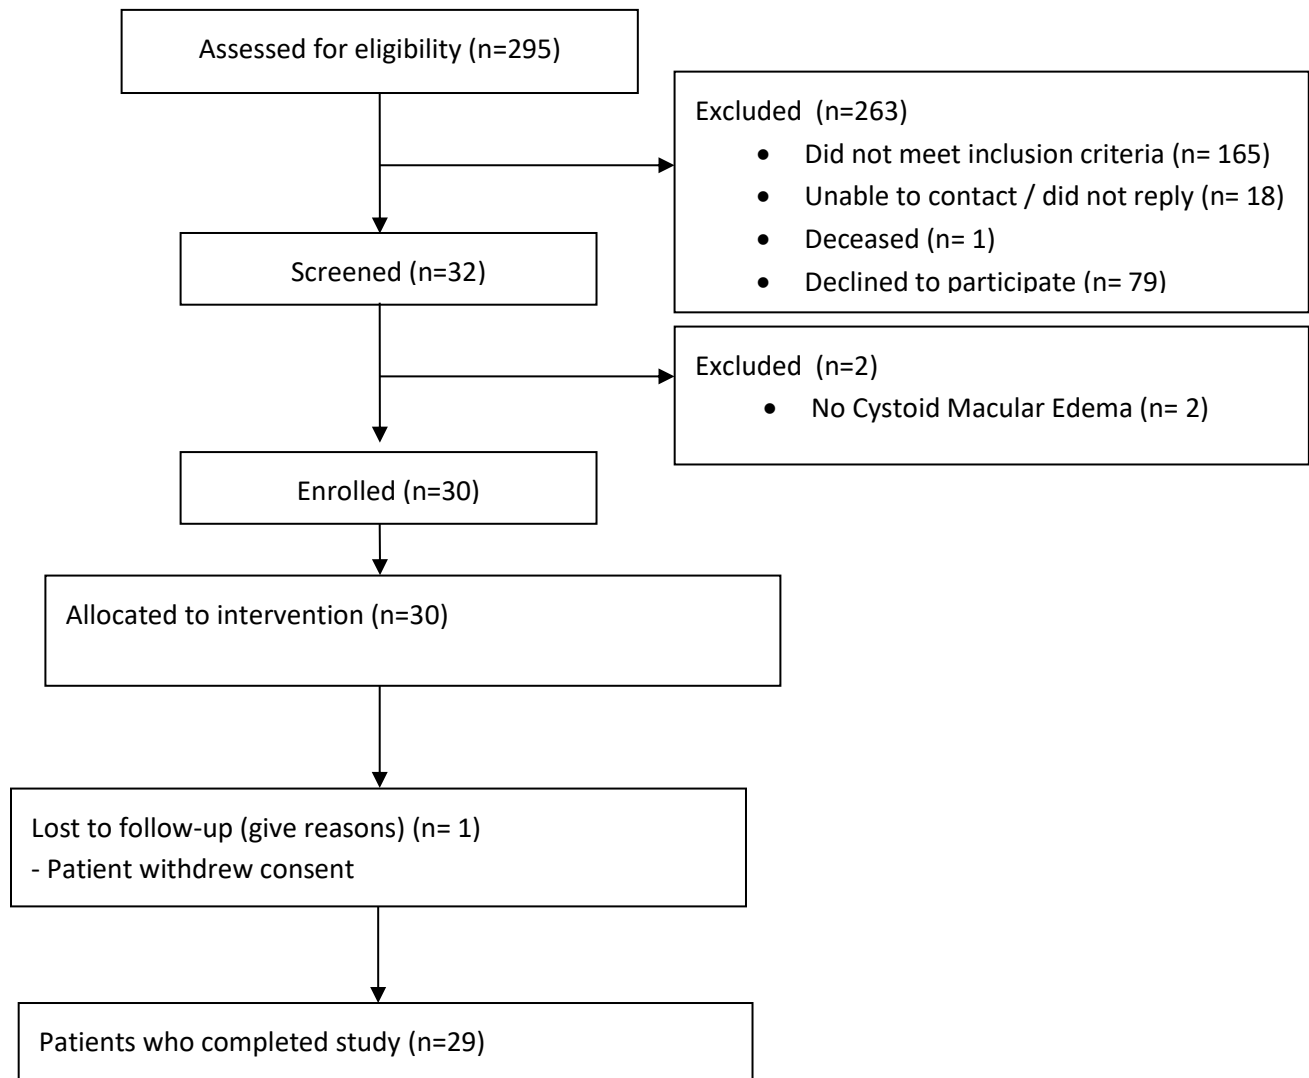 Assessed for eligibility (n=295)
Excluded (n=263)
• Did not meet inclusion criteria (n= 165)
• Unable to contact / did not reply (n= 18)
• Deceased (n= 1)
• Declined to participate (n= 79)
Screened (n=32)
Excluded (n=2)
• No Cystoid Macular Edema (n= 2)
Enrolled (n=30)
Allocated to intervention (n=30)
Lost to follow-up (give reasons) (n= 1)
- Patient withdrew consent
Patients who completed study (n=29)